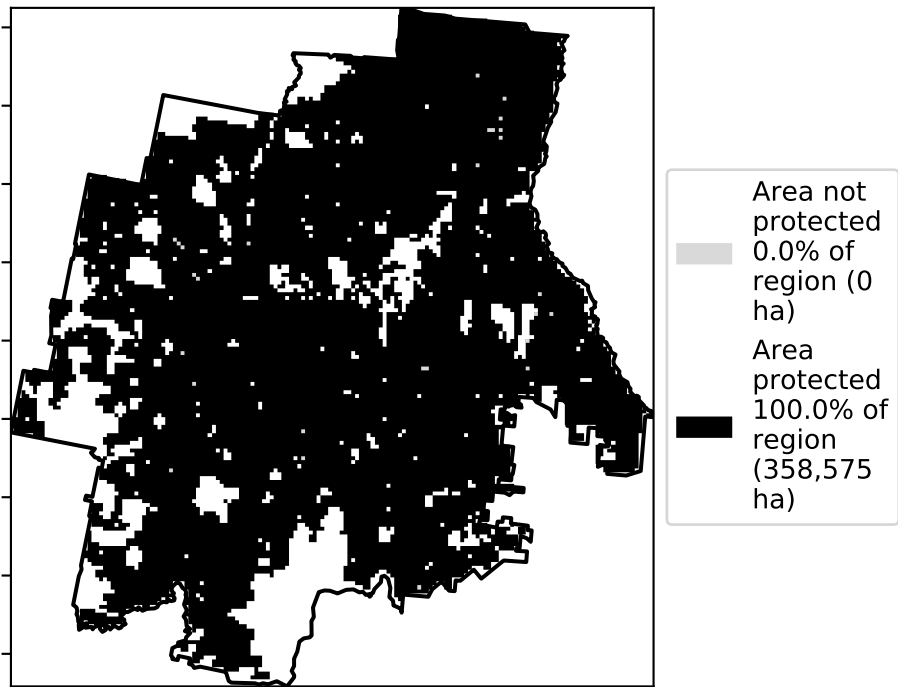 Area not
protected
0.0% of
region (0
ha)
Area
protected
100.0% of
region
(358,575
ha)